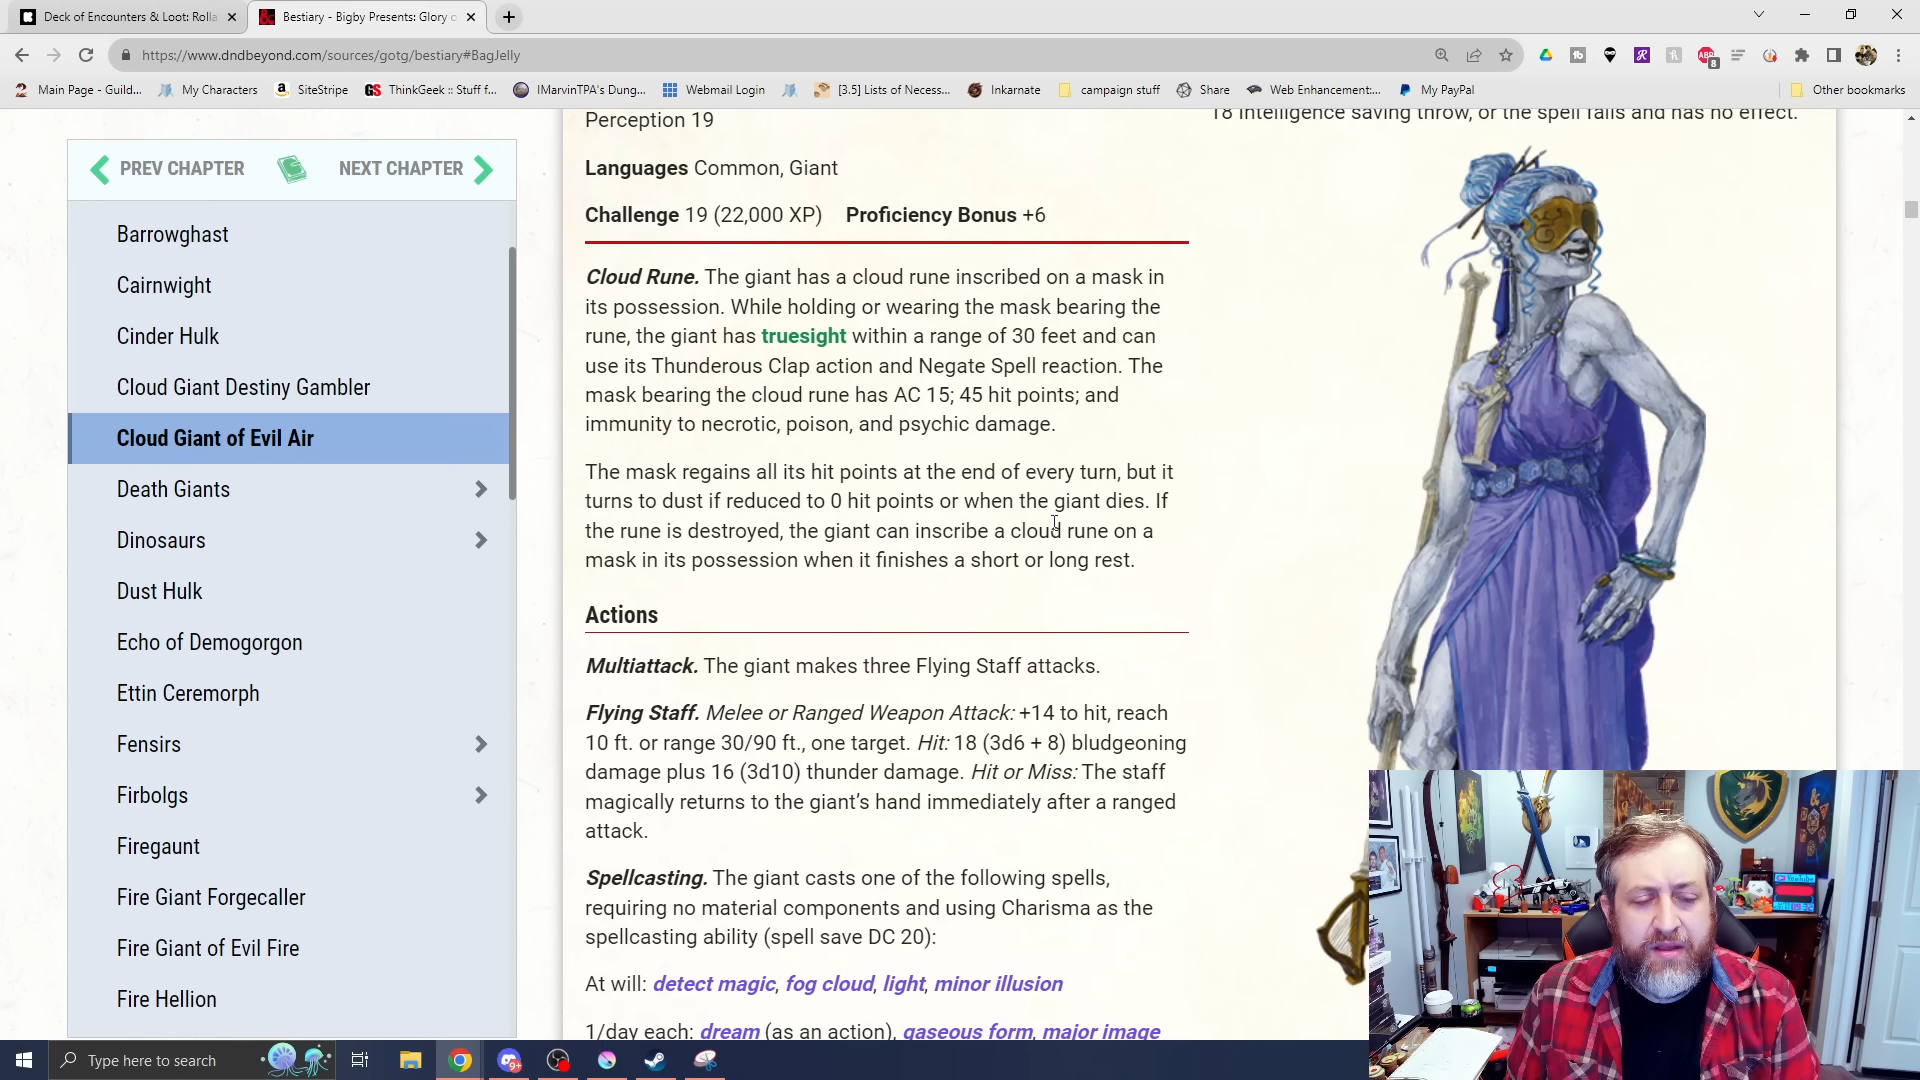 Deck of Encounters & Loot: Rolla
Bestiary - Bigby Presents: Glory o
https://www.dndbeyond.com/sources/gotg/bestiary#BagJelly
ABP
8
Main Page - Guild...
My Characters
SiteStripe
ThinkGeek :: Stuff f...
IMarvinTPA's Dung...
Webmail Login
[3.5] Lists of Necess...
Inkarnate
campaign stuff
Share
Web Enhancement:...
My PayPal
Other bookmarks
PREV CHAPTER
NEXT CHAPTER
Barrowghast
Cairnwight
Cinder Hulk
Cloud Giant Destiny Gambler
Cloud Giant of Evil Air
Death Giants
Dinosaurs
Dust Hulk
Echo of Demogorgon
Ettin Ceremorph
Fensirs
Firbolgs
Firegaunt
Fire Giant Forgecaller
Fire Giant of Evil Fire
Fire Hellion
Perception 19
Languages Common, Giant
Challenge 19 (22,000 XP) Proficiency Bonus +6
Cloud Rune. The giant has a cloud rune inscribed on a mask in
its possession. While holding or wearing the mask bearing the
rune, the giant has truesight within a range of 30 feet and can
use its Thunderous Clap action and Negate Spell reaction. The
mask bearing the cloud rune has AC 15; 45 hit points; and
immunity to necrotic, poison, and psychic damage.
The mask regains all its hit points at the end of every turn, but it
turns to dust if reduced to 0 hit points or when the giant dies. If
the rune is destroyed, the giant can inscribe a cloud rune on a
mask in its possession when it finishes a short or long rest.
Actions
Multiattack. The giant makes three Flying Staff attacks.
Flying Staff. Melee or Ranged Weapon Attack: +14 to hit, reach
10 ft. or range 30/90 ft., one target. Hit: 18 (3d6 + 8) bludgeoning
damage plus 16 (3d10) thunder damage. Hit or Miss: The staff
magically returns to the giant's hand immediately after a ranged
attack.
Spellcasting. The giant casts one of the following spells,
requiring no material components and using Charisma as the
spellcasting ability (spell save DC 20):
At will: detect magic, fog cloud, light, minor illusion
1/day each: dream (as an action), gaseous form, major image
18 Intelligence saving throw, or the spell fails and has no effect.
YouTube
Type here to search